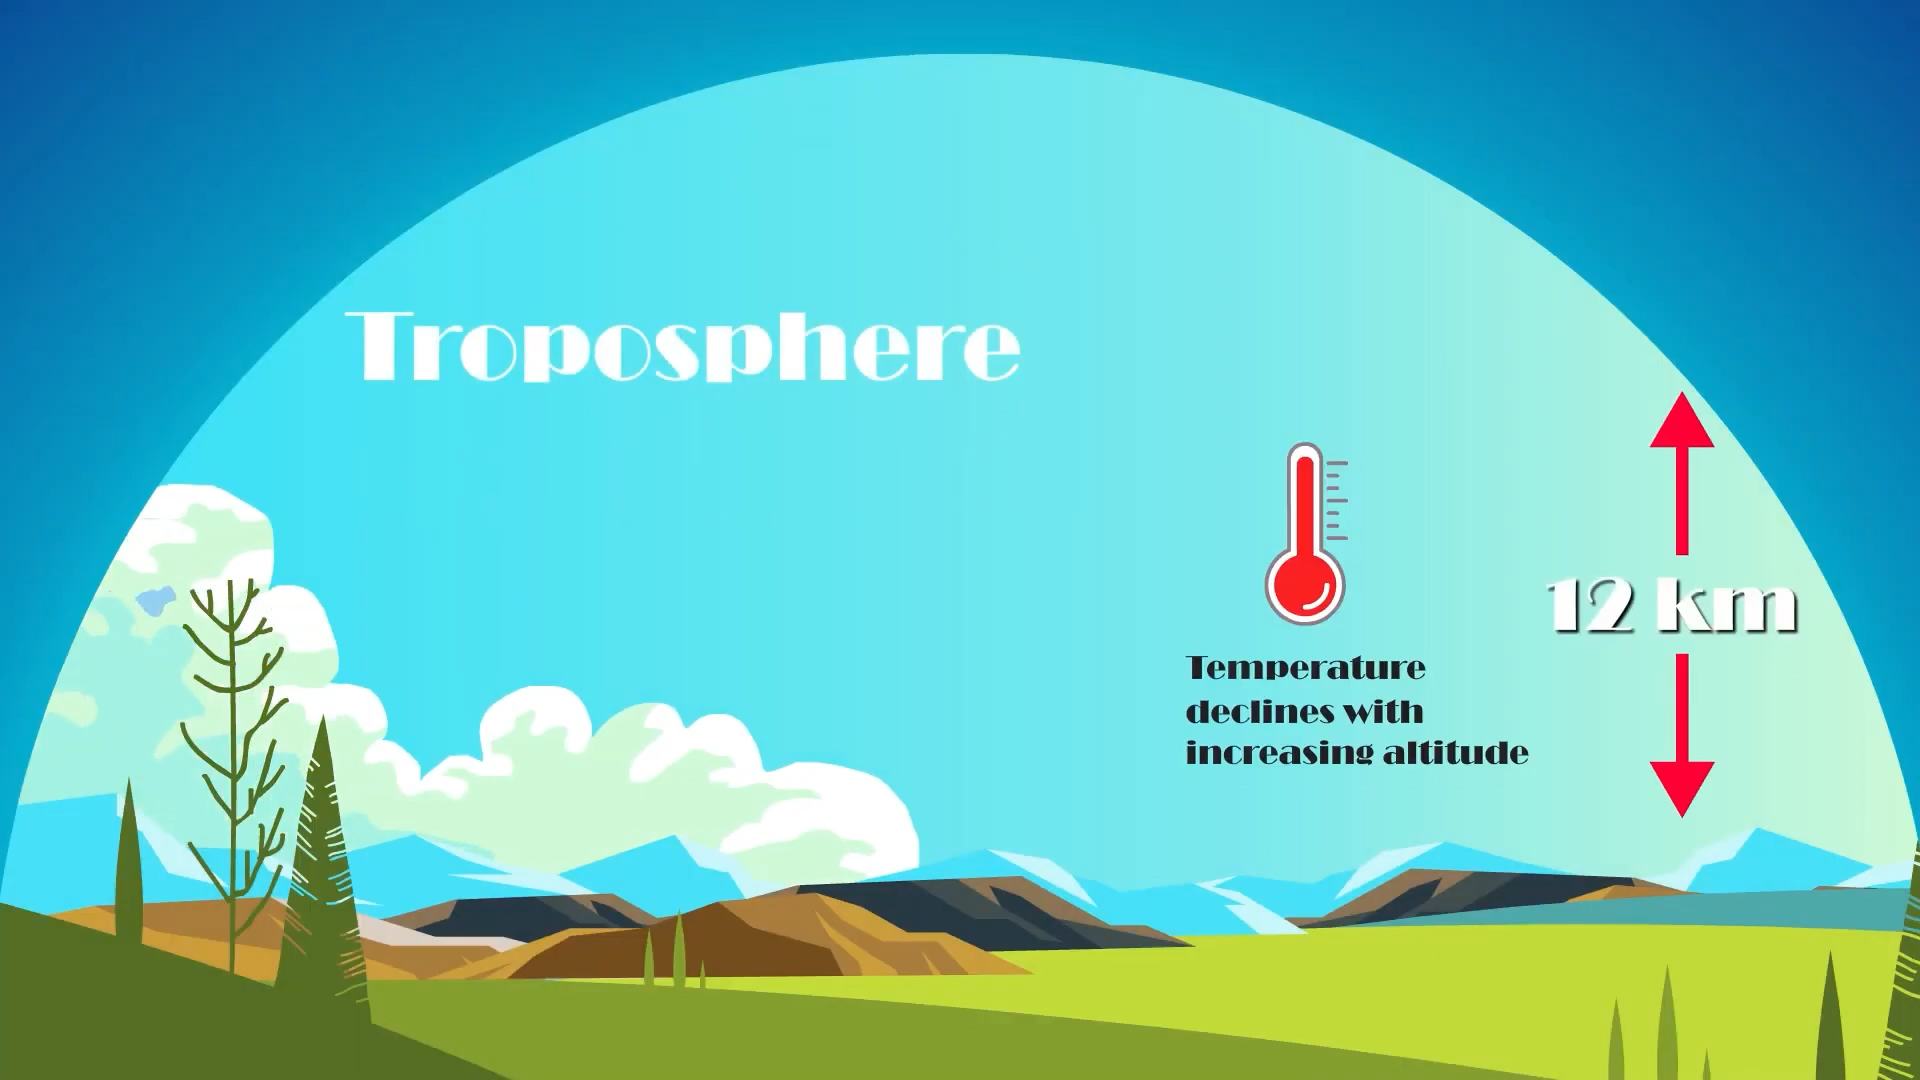 Troposphere
12 km
Temperature
declines with
increasing altitude